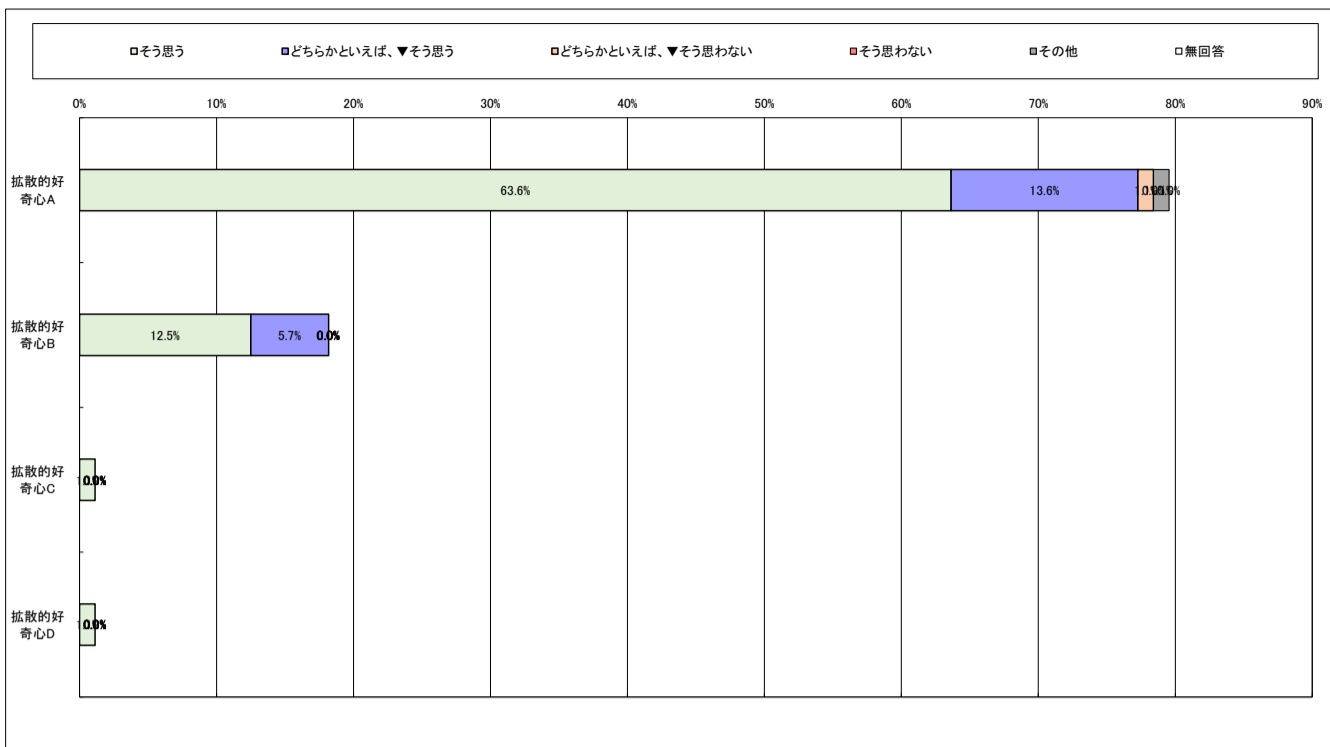 そう思う どちらかといえば、▼そう思う どちらかといえば、▼そう思わない そう思わない その他 無回答
0% 10% 20% 30% 40% 50% 60% 70% 80% 90%
拡散的好
奇心A
63.6% 13.6%
拡散的好
奇心B
12.5% 5.7% 0.0%
拡散的好
奇心C
0.0%
拡散的好
奇心D
0.0%